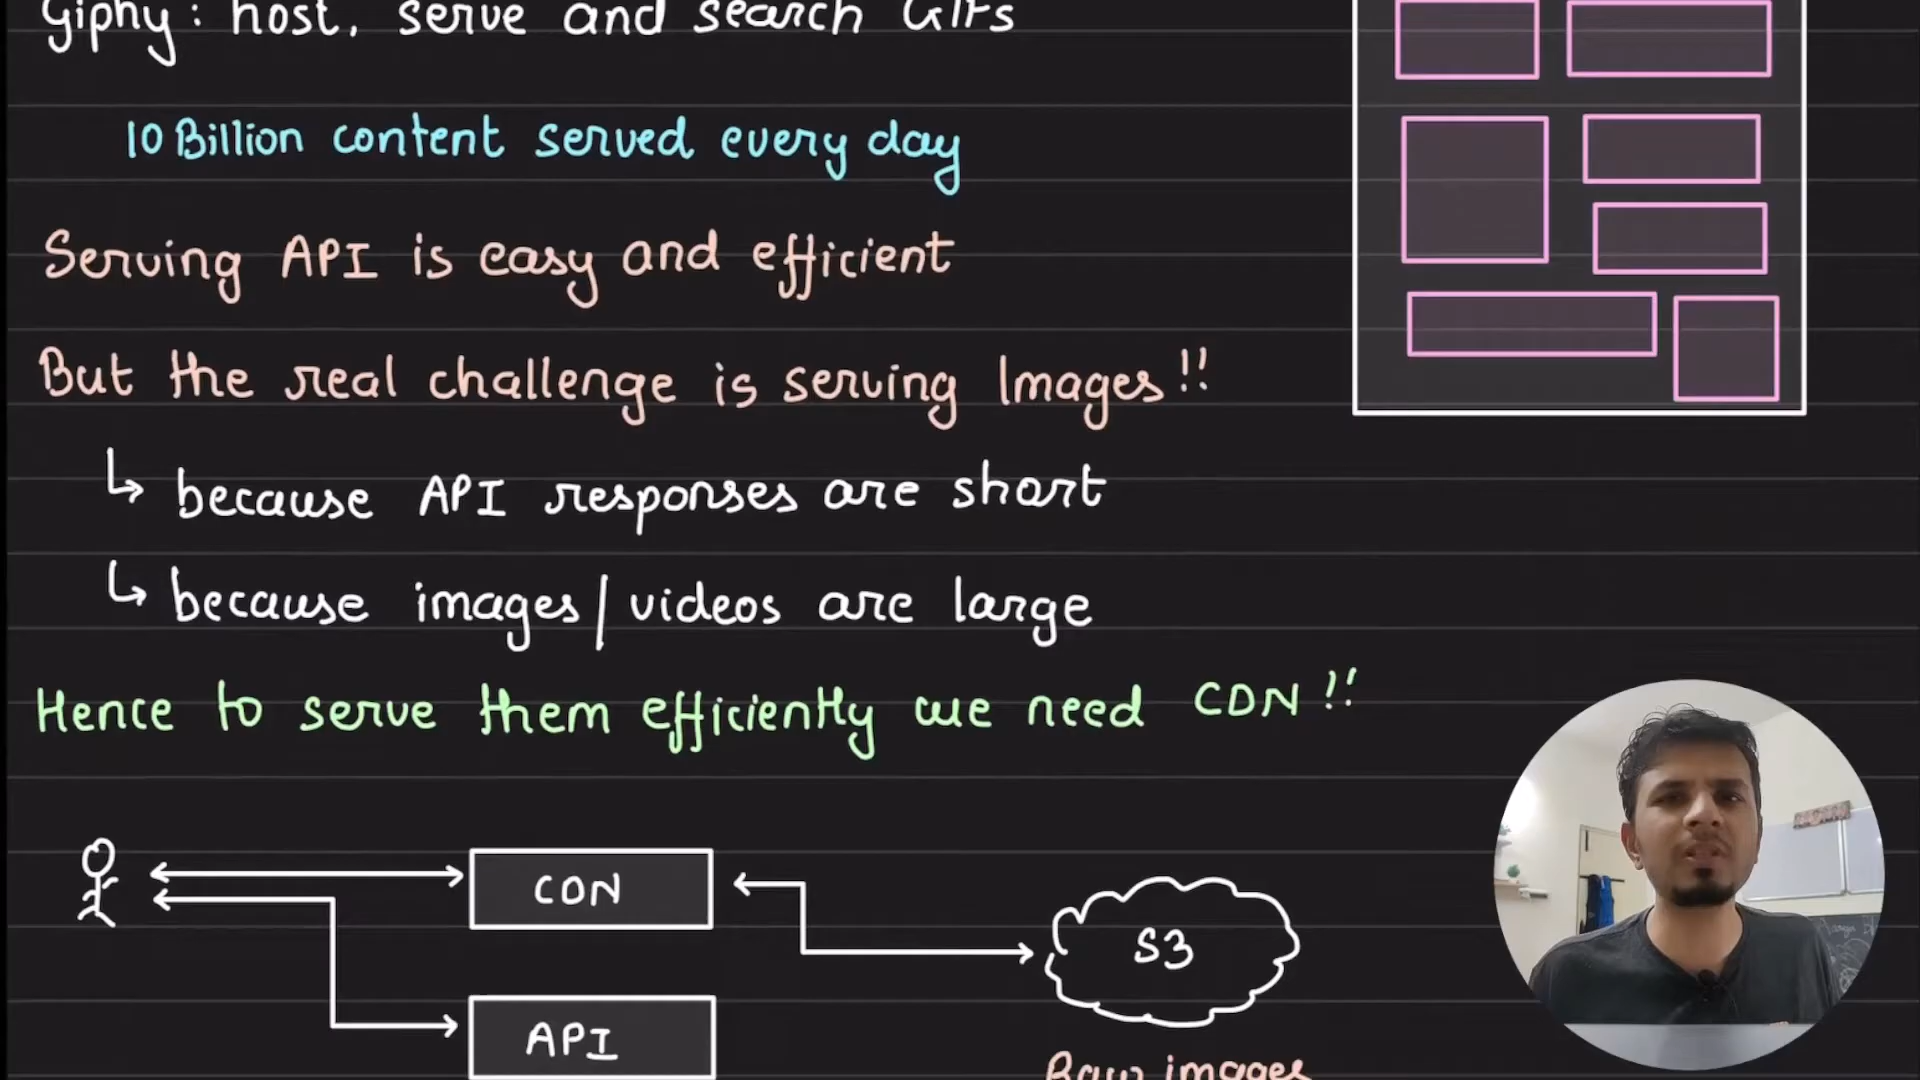 Giphy: host, serve and search GIFs
10 Billion content served every day
Serving API is easy and efficient
But the real challenge is serving Images!!
↳ because API responses are short
↳ because images/videos are large
Hence to serve them efficiently we need CDN!!
CDN
S3
API
Raw images